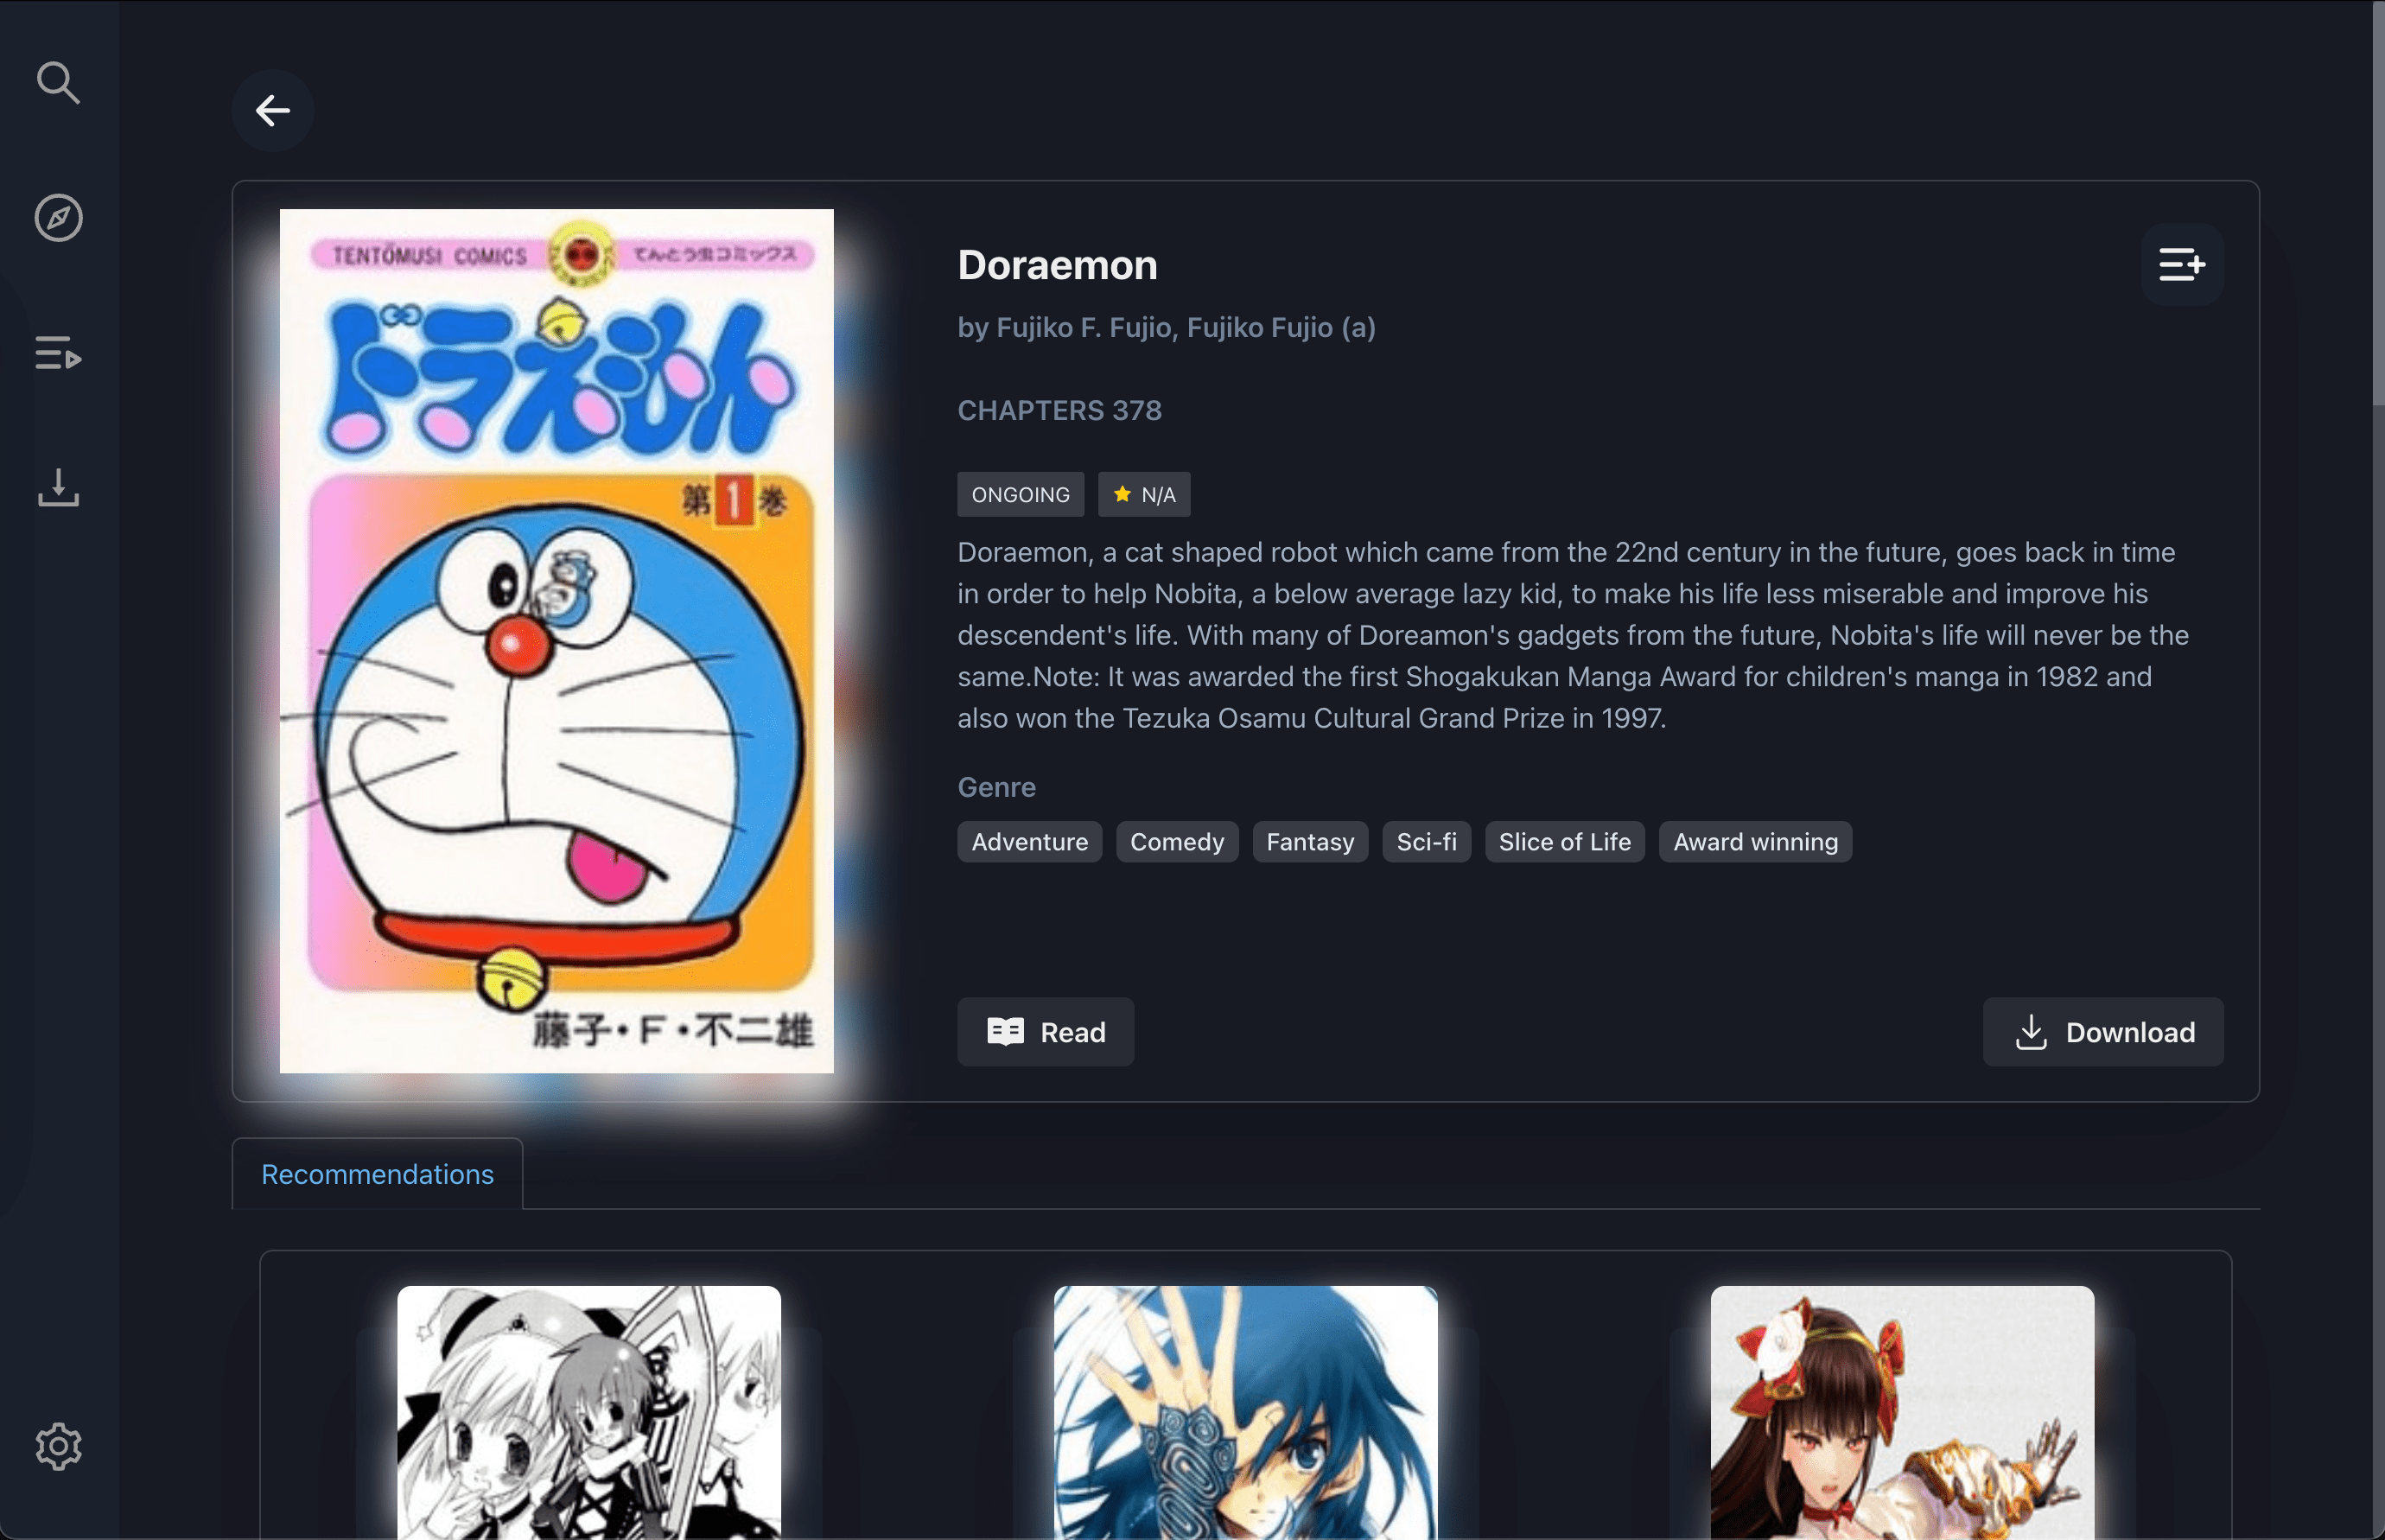 TENTŌMUSI COMICS
てんとう虫コミックス
ドラえもん
第1巻
藤子・F・不二雄
Doraemon
by Fujiko F. Fujio, Fujiko Fujio (a)
CHAPTERS 378
ONGOING
N/A
Doraemon, a cat shaped robot which came from the 22nd century in the future, goes back in time
in order to help Nobita, a below average lazy kid, to make his life less miserable and improve his
descendent's life. With many of Doreamon's gadgets from the future, Nobita's life will never be the
same.Note: It was awarded the first Shogakukan Manga Award for children's manga in 1982 and
also won the Tezuka Osamu Cultural Grand Prize in 1997.
Genre
Adventure Comedy Fantasy Sci-fi Slice of Life Award winning
Read
Download
Recommendations